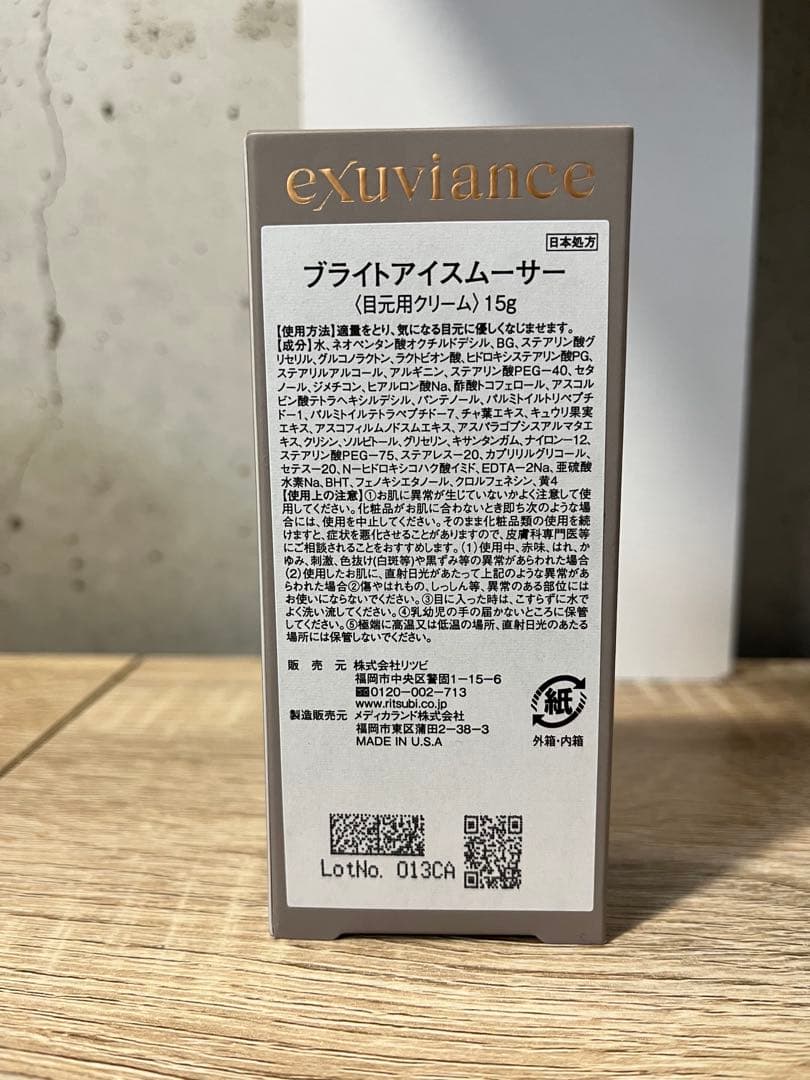 exuviance
日本処方
ブライトアイスムーサー
〈目元用クリーム〉15g
【使用方法】適量をとり、気になる目元に優しくなじませます。
【成分】水、ネオペンタン酸オクチルドデシル、BG、ステアリン酸グ
リセリル、グルコノラクトン、ラクトビオン酸、ヒドロキシステアリン酸PG、
ステアリルアルコール、アルギニン、ステアリン酸PEG-40、セタ
ノール、ジメチコン、ヒアルロン酸Na、酢酸トコフェロール、アスコル
ビン酸テトラヘキシルデシル、パンテノール、パルミトイルトリペプチ
ド-1、パルミトイルテトラペプチド-7、チャ葉エキス、キュウリ果実
エキス、アスコフィルムノドスムエキス、アスパラゴプシスアルマタエ
キス、クリシン、ソルビトール、グリセリン、キサンタンガム、ナイロン-12、
ステアリン酸PEG-75、ステアレス-20、カプリリルグリコール、
セテス-20、N-ヒドロキシコハク酸イミド、EDTA-2Na、亜硫酸
水素Na、BHT、フェノキシエタノール、クロルフェネシン、黄4
【使用上の注意】①お肌に異常が生じていないかよく注意して使
用してください。化粧品がお肌に合わないとき即ち次のような場
合には、使用を中止してください。そのまま化粧品類の使用を続
けますと、症状を悪化させることがありますので、皮膚科専門医等
にご相談されることをおすすめします。(1)使用中、赤味、はれ、か
ゆみ、刺激、色抜け(白斑等)や黒ずみ等の異常があらわれた場合
(2)使用したお肌に、直射日光があたって上記のような異常があ
らわれた場合②傷やはれもの、しっしん等、異常のある部位には
お使いにならないでください。③目に入った時は、こすらずに水で
よく洗い流してください。④乳幼児の手の届かないところに保管
してください。⑤極端に高温又は低温の場所、直射日光のあたる
場所には保管しないでください。
販売元 株式会社リツビ
福岡市中央区警固1-15-6
☎0120-002-713
www.ritsubi.co.jp
製造販売元 メディカランド株式会社
福岡市東区蒲田2-38-3
MADE IN U.S.A
紙
外箱・内箱
LotNo. 013CA